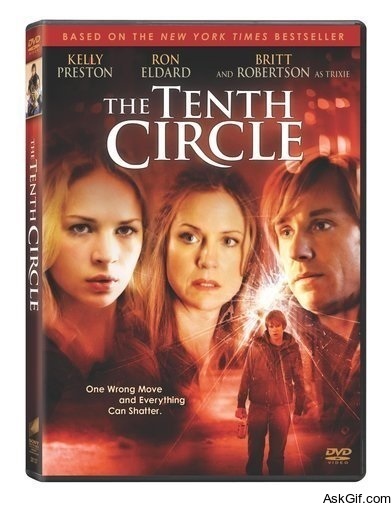 BASED ON THE NEW YORK TIMES BESTSELLER
KELLY PRESTON
RON ELDARD
BRITT AND ROBERTSON AS TRIXIE
THE TENTH
CIRCLE
One Wrong Move
and Everything
Can Shatter.
DVD
VIDEO
DVD
THE TENTH CIRCLE
AskGif.com